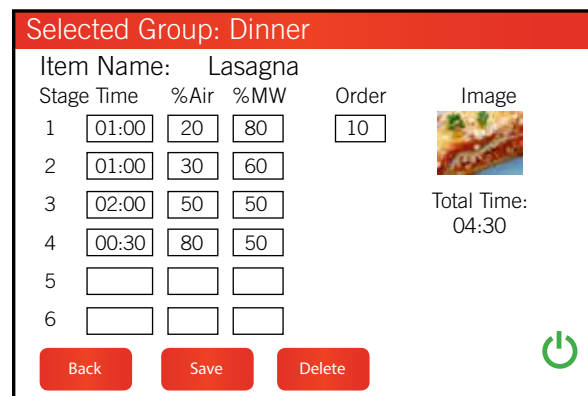 Selected Group: Dinner
Item Name: Lasagna
Stage Time %Air %MW Order Image
1 01:00 20 80 10
2 01:00 30 60
3 02:00 50 50
Total Time:
04:30
4 00:30 80 50
5
6
Back Save Delete